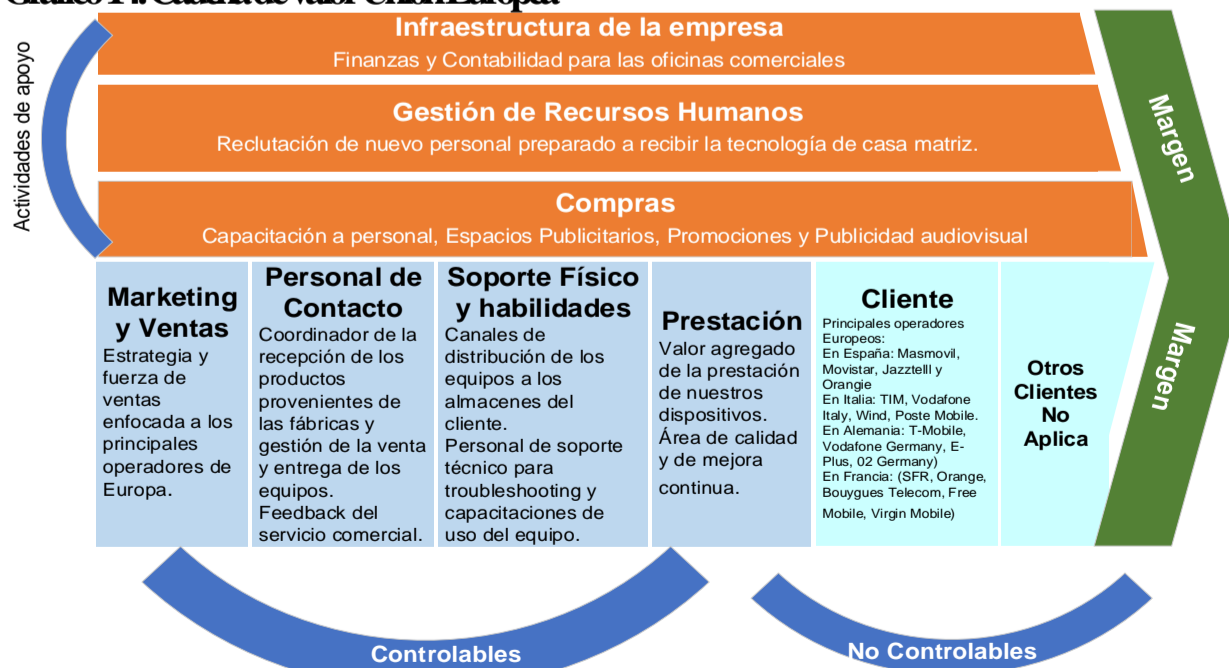 Gráfico 14. Cadena de valor Unión Europea
Actividades de apoyo
Infraestructura de la empresa
Finanzas y Contabilidad para las oficinas comerciales
Gestión de Recursos Humanos
Reclutación de nuevo personal preparado a recibir la tecnología de casa matriz.
Compras
Capacitación a personal, Espacios Publicitarios, Promociones y Publicidad audiovisual
Marketing
y Ventas
Estrategia y
fuerza de
ventas
enfocada a los
principales
operadores de
Europa.
Personal de
Contacto
Coordinador de la
recepción de los
productos
provenientes de
las fábricas y
gestión de la venta
y entrega de los
equipos.
Feedback del
servicio comercial.
Soporte Físico
y habilidades
Canales de
distribución de los
equipos a los
almacenes del
cliente.
Personal de soporte
técnico para
troubleshooting y
capacitaciones de
uso del equipo.
Prestación
Valor agregado
de la prestación
de nuestros
dispositivos.
Área de calidad
y de mejora
continua.
Cliente
Principales operadores
Europeos:
En España: Masmovil,
Movistar, Jazztelll y
Orangie
En Italia: TIM, Vodafone
Italy, Wind, Poste Mobile.
En Alemania: T-Mobile,
Vodafone Germany, E-
Plus, 02 Germany)
En Francia: (SFR, Orange,
Bouygues Telecom, Free
Mobile, Virgin Mobile)
Otros
Clientes
No
Aplica
Margen
Margen
Controlables
No Controlables